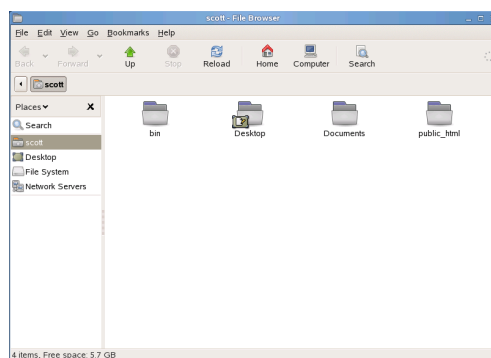 scott - File Browser
File Edit View Go Bookmarks Help
Back Forward Up Stop Reload Home Computer Search
scott
Places
Search
scott
Desktop
File System
Network Servers
bin Desktop Documents public_html
4 items, Free space: 5.7 GB